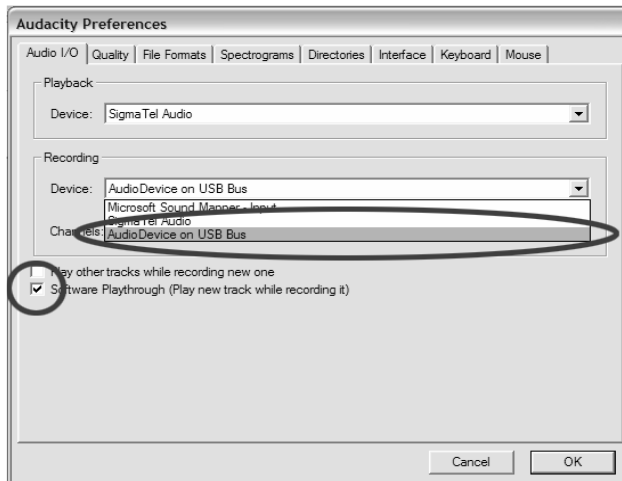 Audacity Preferences
Audio I/O Quality File Formats Spectrograms Directories Interface Keyboard Mouse
Playback
Device: SigmaTel Audio
Recording
Device: AudioDevice on USB Bus
Microsoft Sound Mapper - Input
SigmaTel Audio
Channels: AudioDevice on USB Bus
Play other tracks while recording new one
Software Playthrough (Play new track while recording it)
Cancel OK